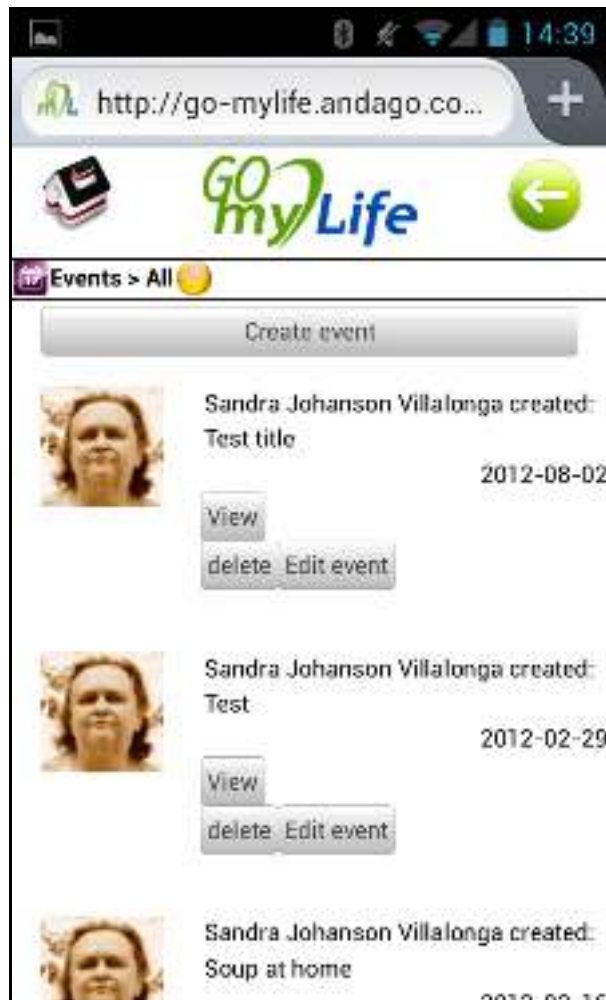 14:39
http://go-mylife.andago.co...
GO
my Life
17 Events > All
Create event
Sandra Johanson Villalonga created:
Test title
2012-08-02
View
delete Edit event
Sandra Johanson Villalonga created:
Test
2012-02-29
View
delete Edit event
Sandra Johanson Villalonga created:
Soup at home